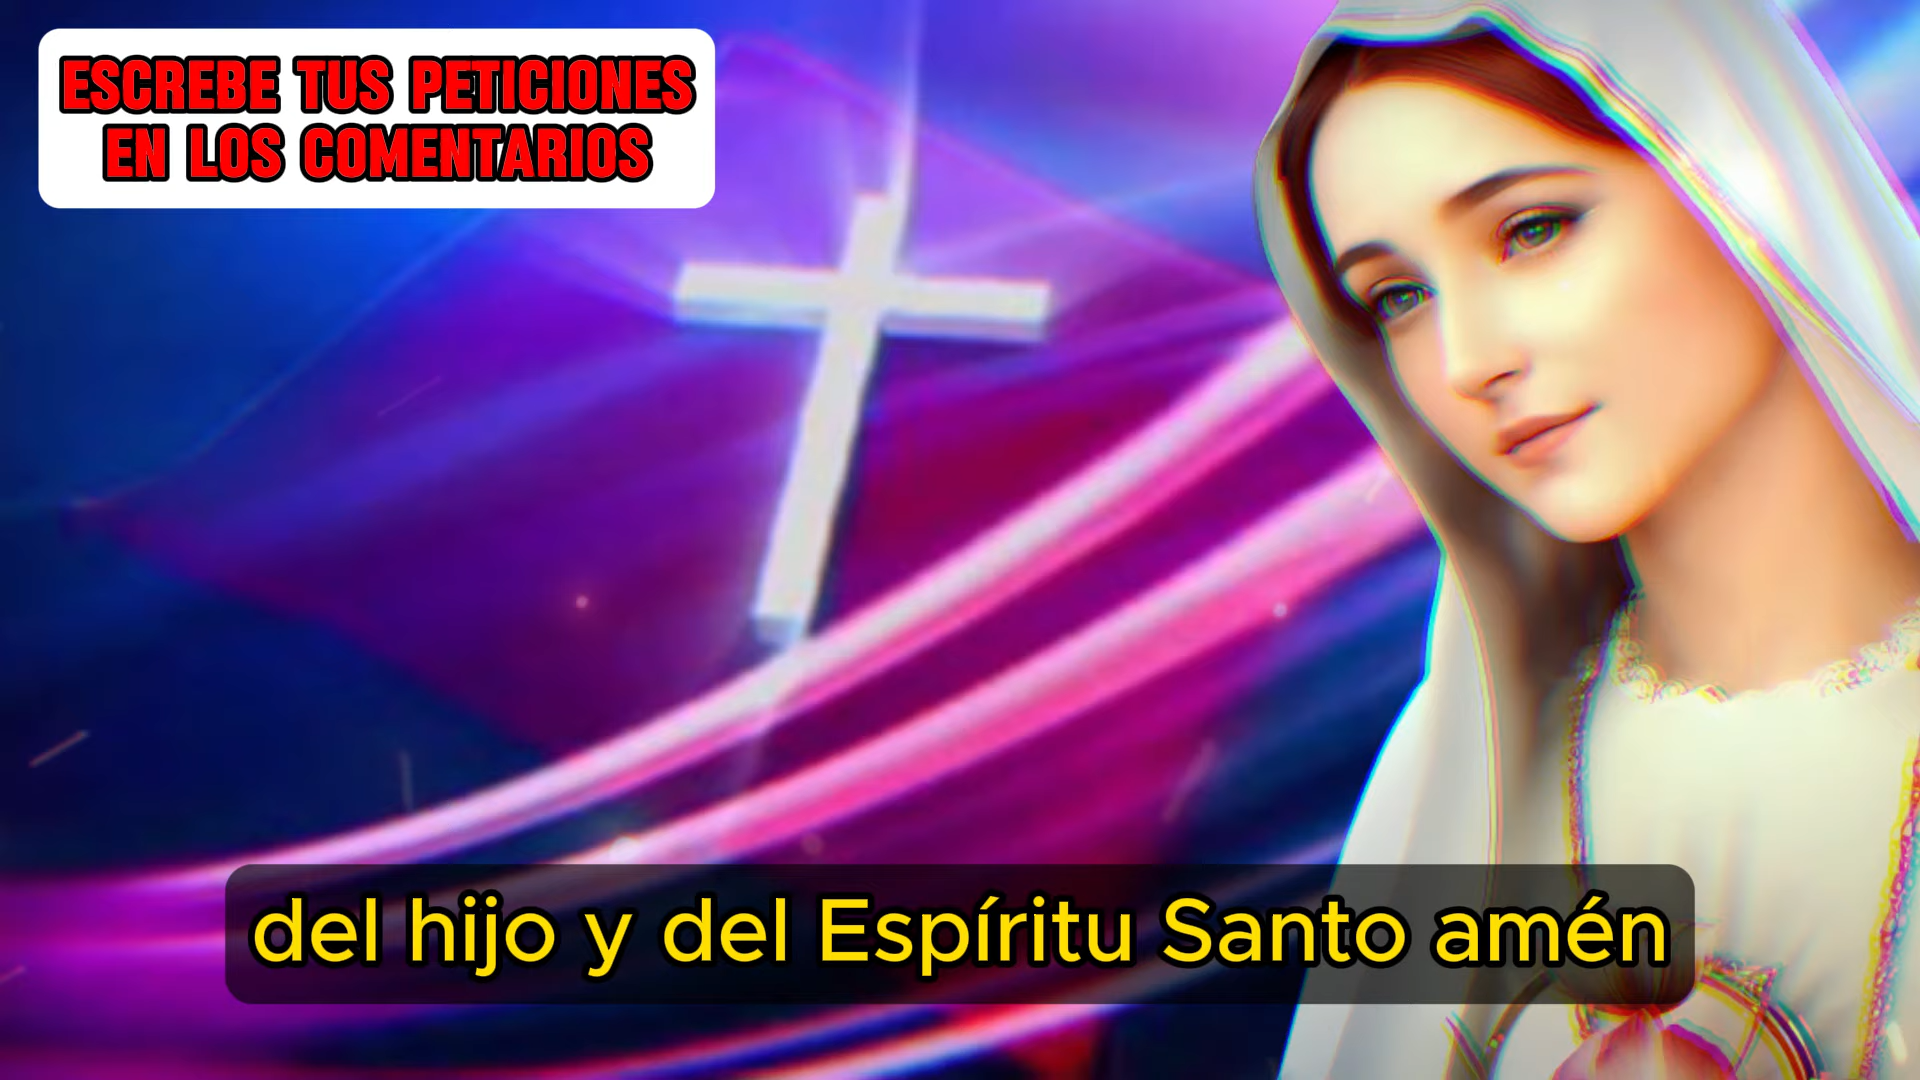 ESCREBE TUS PETICIONES
EN LOS COMENTARIOS
del hijo y del Espíritu Santo amén